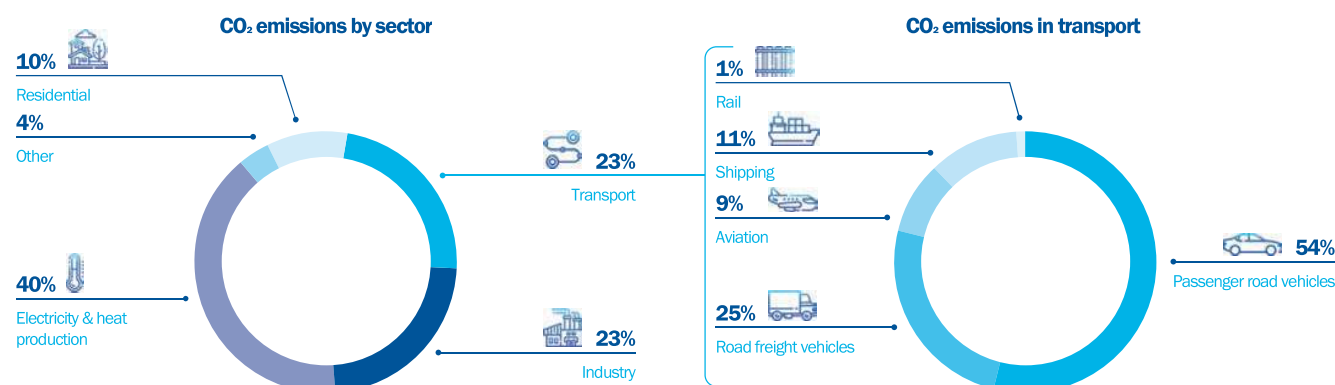 CO₂ emissions by sector
10%
Residential
4%
Other
40%
Electricity & heat
production
23%
Transport
23%
Industry
CO₂ emissions in transport
1%
Rail
11%
Shipping
9%
Aviation
25%
Road freight vehicles
54%
Passenger road vehicles